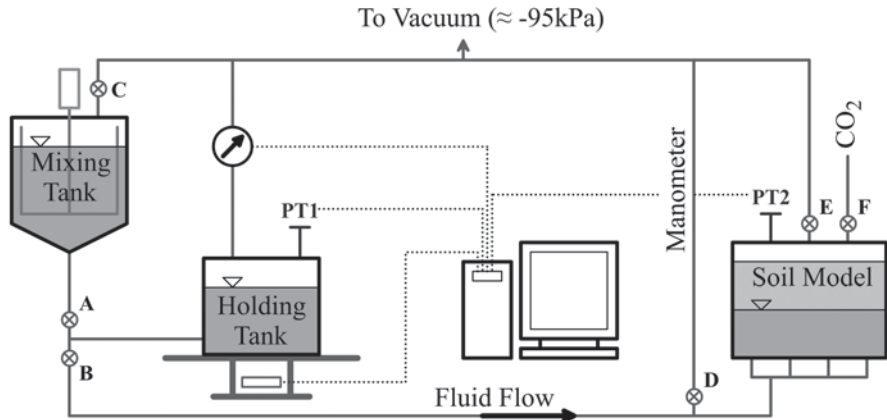 To Vacuum (≈ -95kPa)
C
Mixing
Tank
Manometer
CO₂
PT1
PT2
E
F
A
Holding
Tank
Soil Model
B
D
Fluid Flow